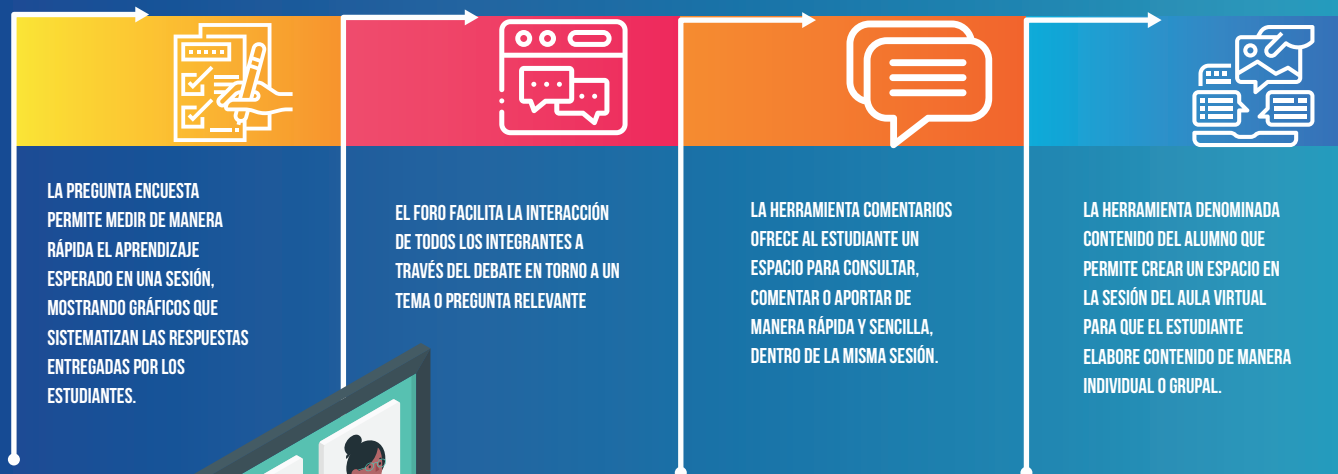 LA PREGUNTA ENCUESTA
PERMITE MEDIR DE MANERA
RÁPIDA EL APRENDIZAJE
ESPERADO EN UNA SESIÓN,
MOSTRANDO GRÁFICOS QUE
SISTEMATIZAN LAS RESPUESTAS
ENTREGADAS POR LOS
ESTUDIANTES.
EL FORO FACILITA LA INTERACCIÓN
DE TODOS LOS INTEGRANTES A
TRAVÉS DEL DEBATE EN TORNO A UN
TEMA O PREGUNTA RELEVANTE
LA HERRAMIENTA COMENTARIOS
OFRECE AL ESTUDIANTE UN
ESPACIO PARA CONSULTAR,
COMENTAR O APORTAR DE
MANERA RÁPIDA Y SENCILLA,
DENTRO DE LA MISMA SESIÓN.
LA HERRAMIENTA DENOMINADA
CONTENIDO DEL ALUMNO QUE
PERMITE CREAR UN ESPACIO EN
LA SESIÓN DEL AULA VIRTUAL
PARA QUE EL ESTUDIANTE
ELABORE CONTENIDO DE MANERA
INDIVIDUAL O GRUPAL.